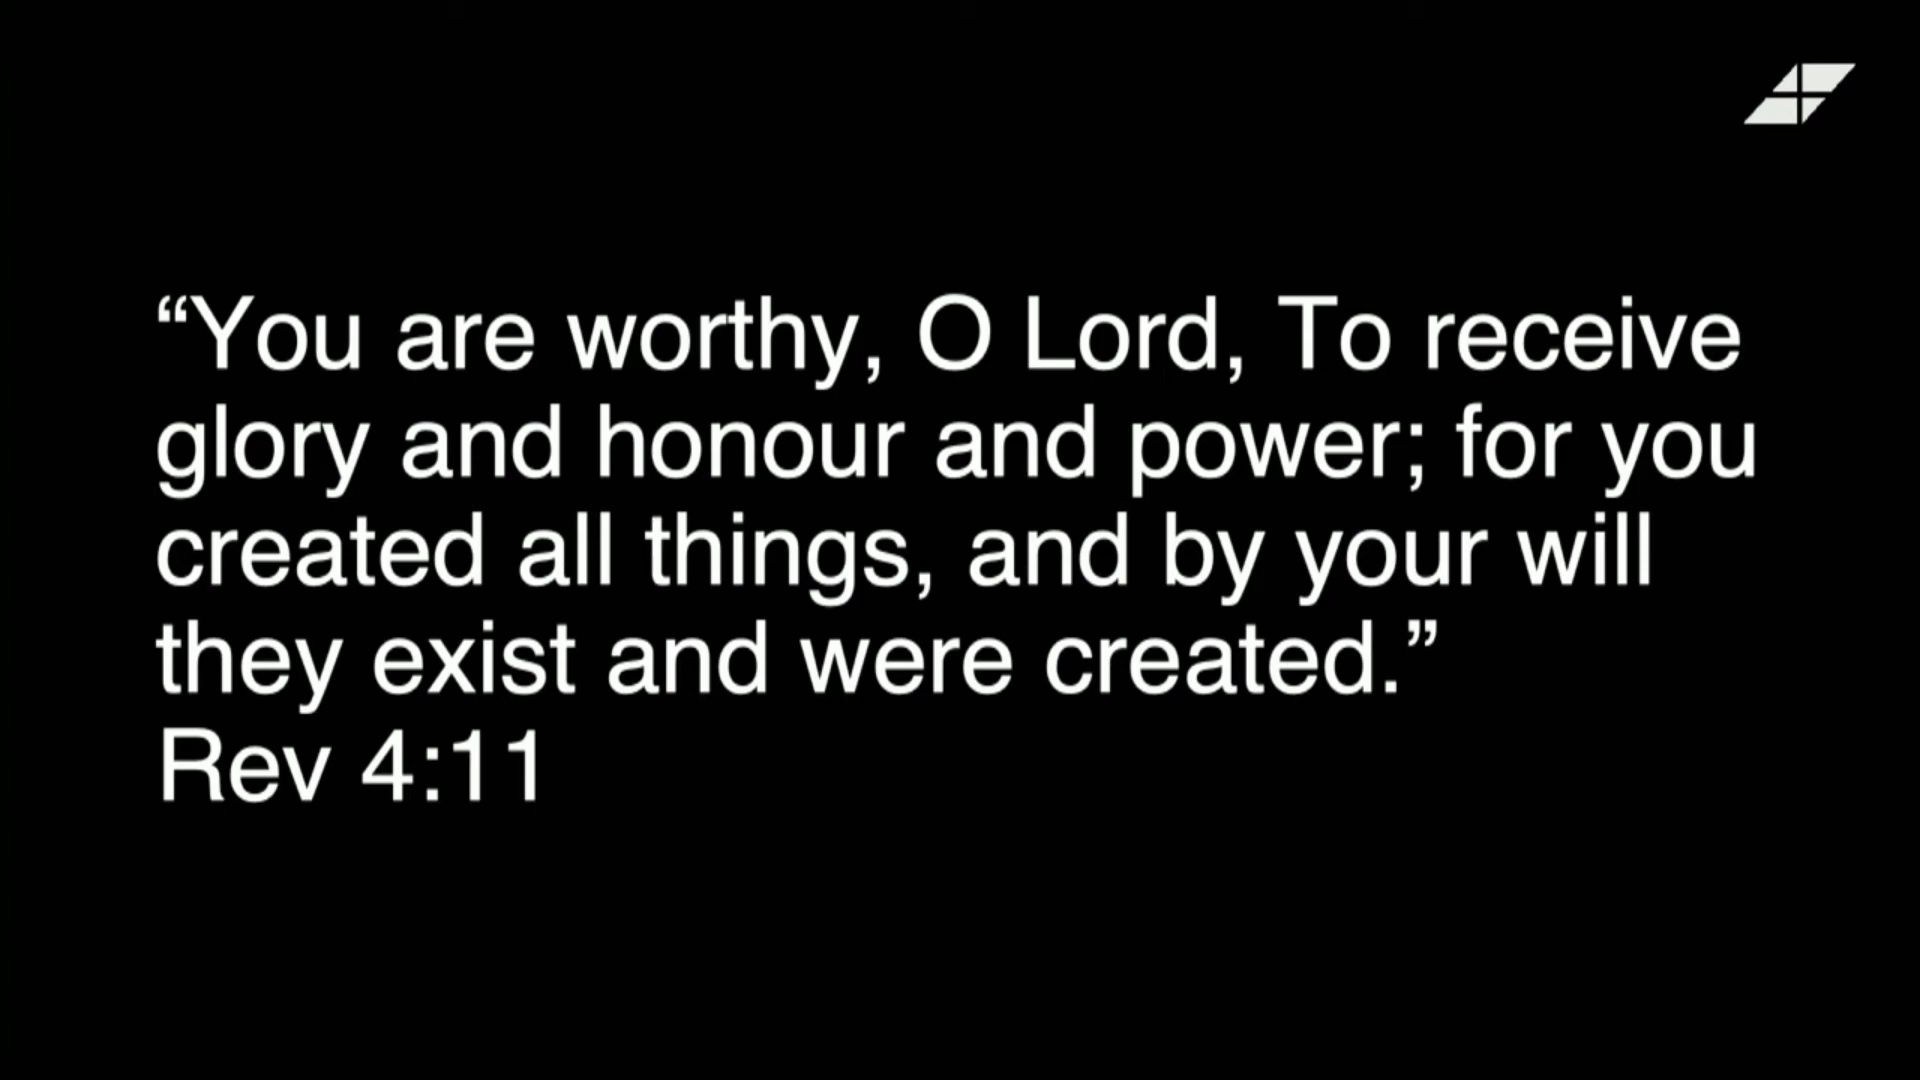 “You are worthy, O Lord, To receive
glory and honour and power; for you
created all things, and by your will
they exist and were created.”
Rev 4:11